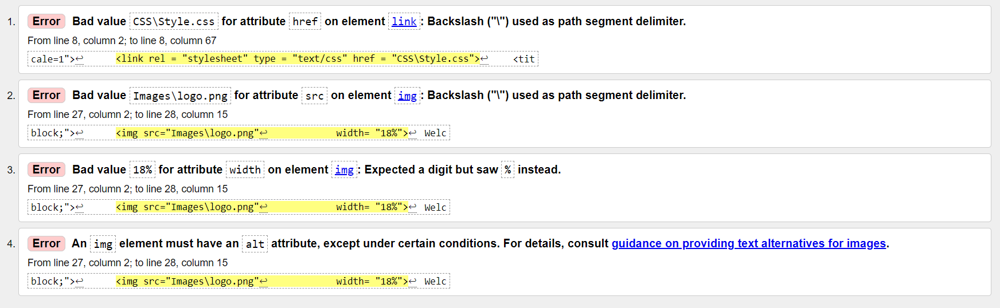 1. Error Bad value CSS\Style.css for attribute href on element link: Backslash ("\") used as path segment delimiter.
From line 8, column 2; to line 8, column 67
cale=1">↩ <link rel = "stylesheet" type = "text/css" href = "CSS\Style.css">↩ <tit
2. Error Bad value Images\logo.png for attribute src on element img: Backslash ("\") used as path segment delimiter.
From line 27, column 2; to line 28, column 15
block;">↩ <img src="Images\logo.png"↩ width= "18%">↩ Welc
3. Error Bad value 18% for attribute width on element img: Expected a digit but saw % instead.
From line 27, column 2; to line 28, column 15
block;">↩ <img src="Images\logo.png"↩ width= "18%">↩ Welc
4. Error An img element must have an alt attribute, except under certain conditions. For details, consult guidance on providing text alternatives for images.
From line 27, column 2; to line 28, column 15
block;">↩ <img src="Images\logo.png"↩ width= "18%">↩ Welc